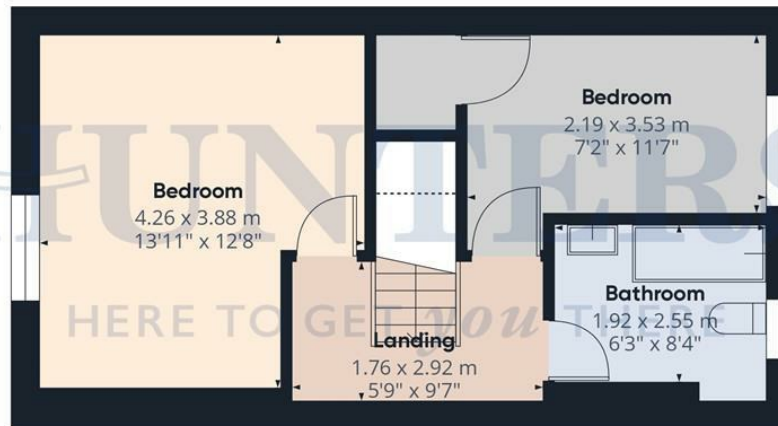 Bedroom
4.26 x 3.88 m
13'11" x 12'8"
Bedroom
2.19 x 3.53 m
7'2" x 11'7"
Landing
1.76 x 2.92 m
5'9" x 9'7"
Bathroom
1.92 x 2.55 m
6'3" x 8'4"
HUNTERS
HERE TO GET you THERE